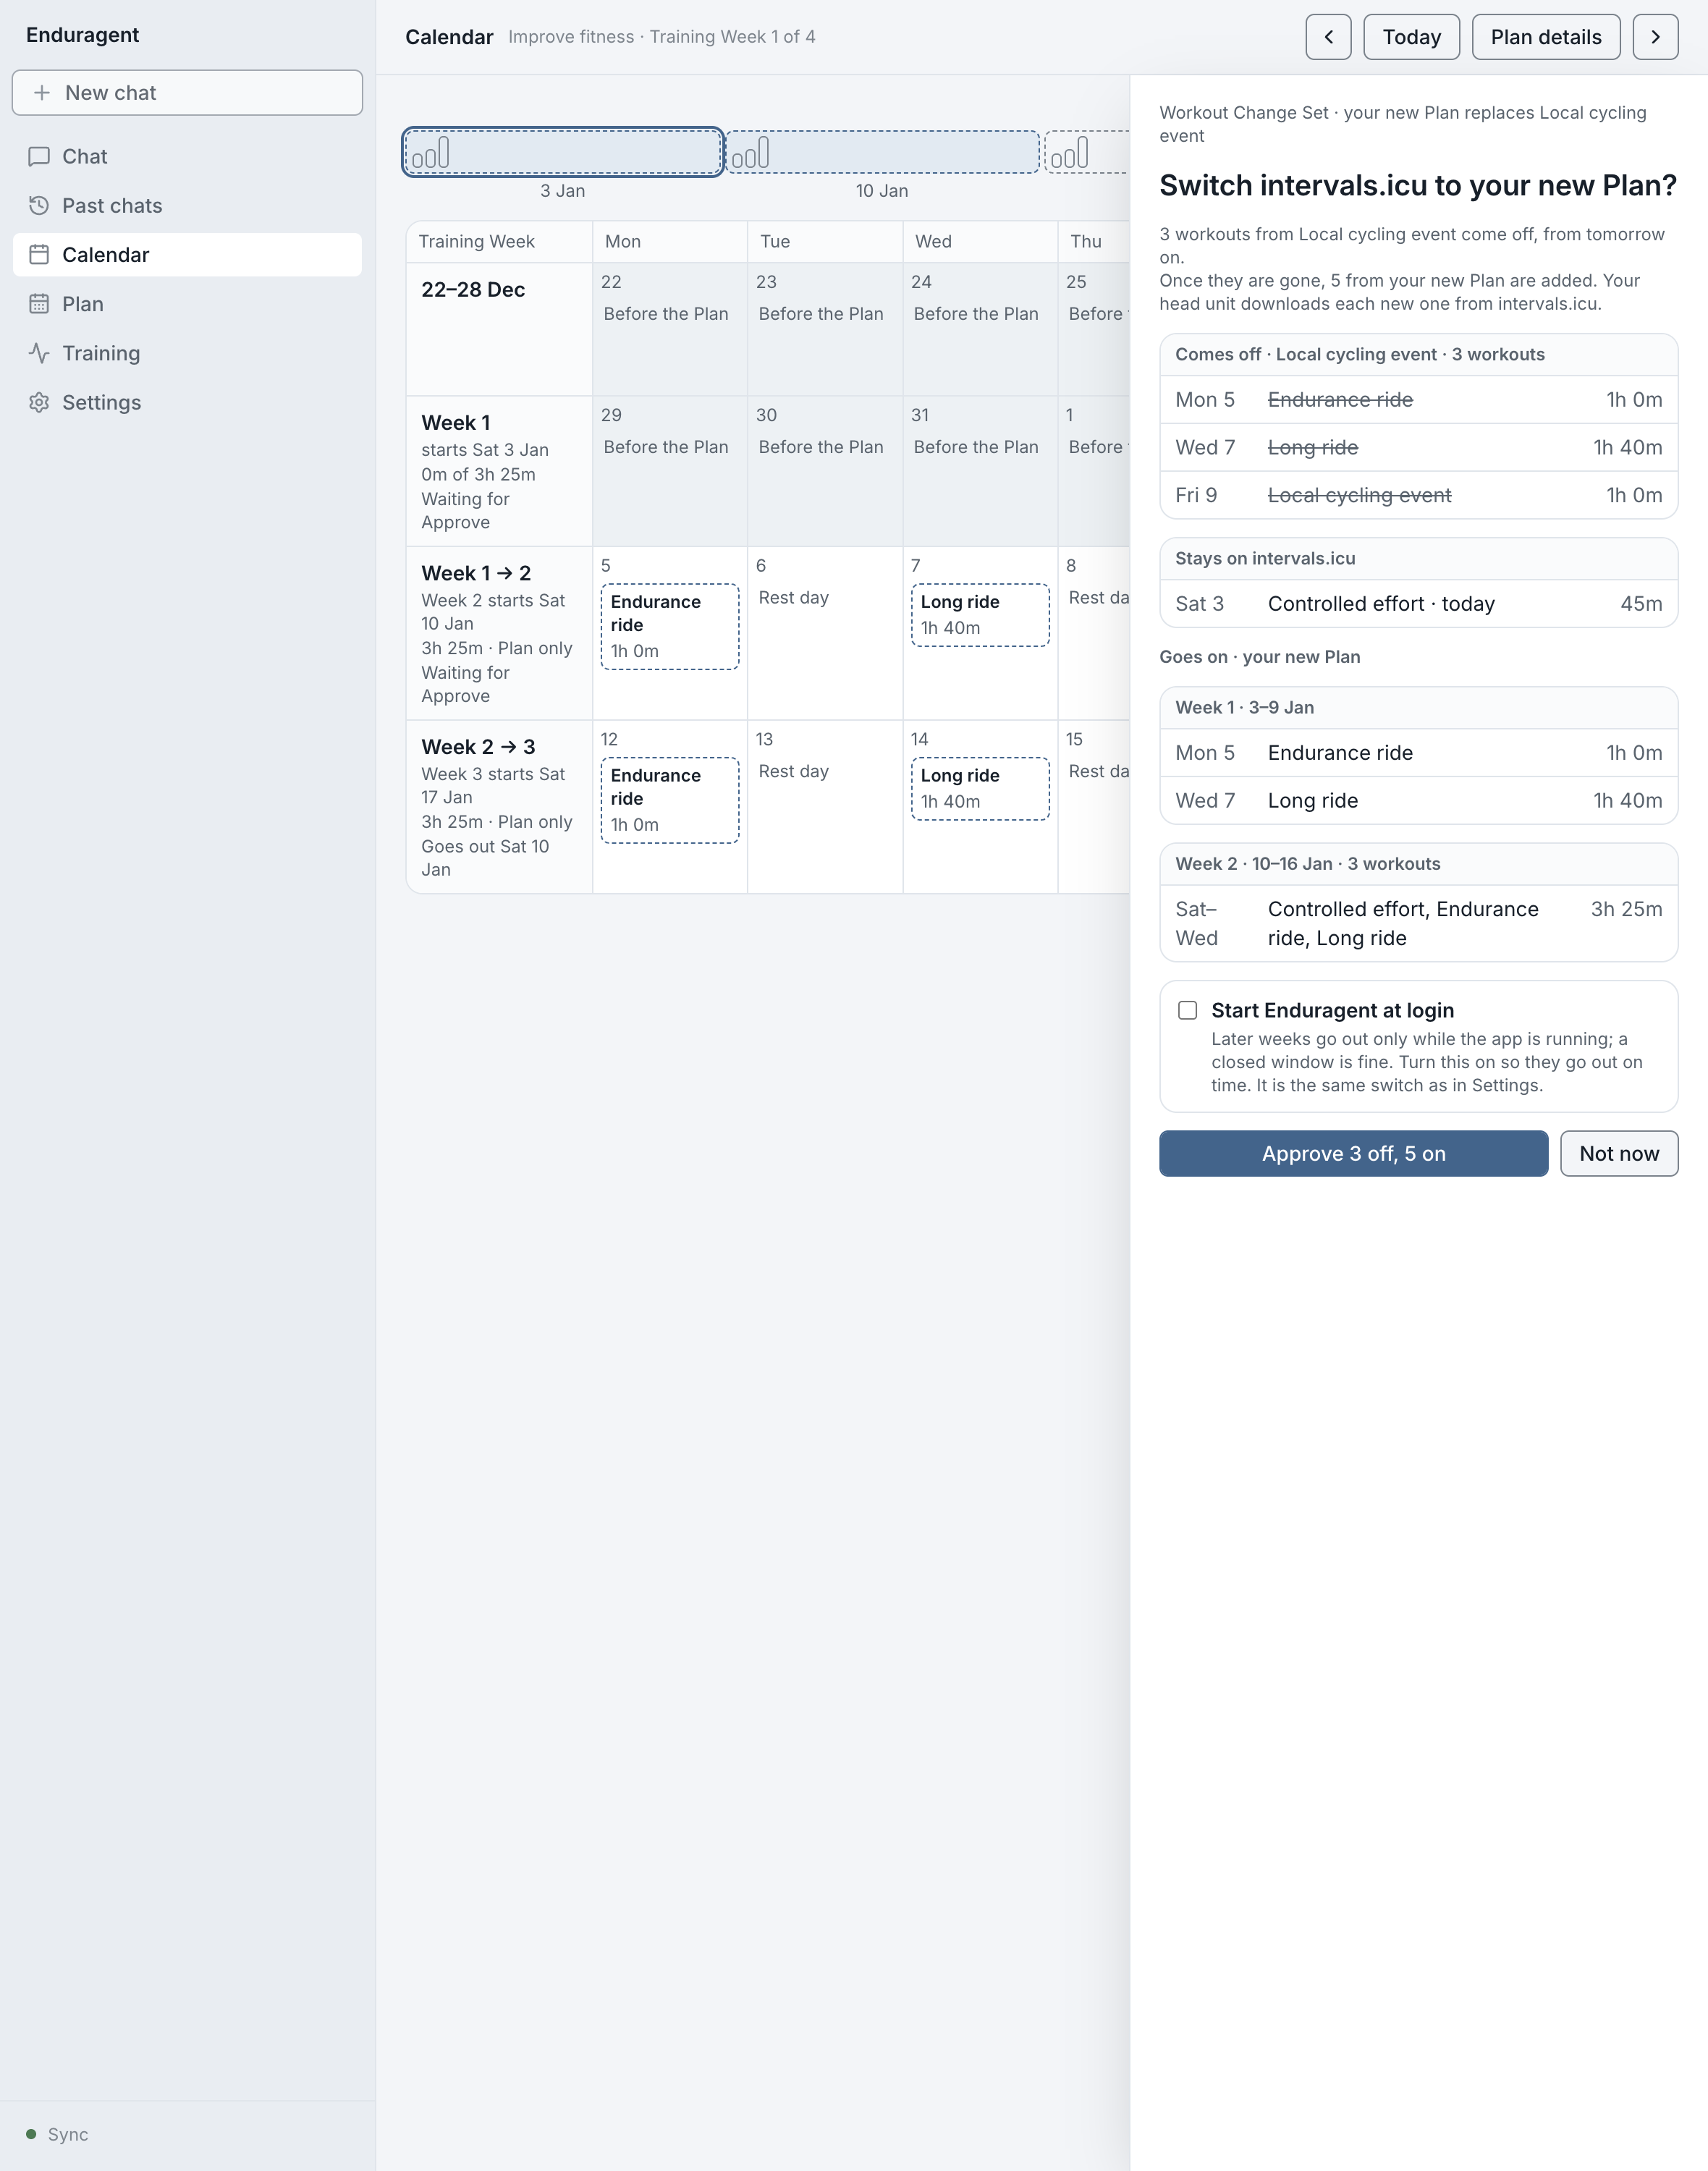 Enduragent
New chat
Chat
Past chats
Calendar
Plan
Training
Settings
Sync
Calendar Improve fitness · Training Week 1 of 4
Today
Plan details
3 Jan
10 Jan
Training Week Mon Tue Wed Thu
22–28 Dec
22
Before the Plan
23
Before the Plan
24
Before the Plan
25
Before
Week 1
starts Sat 3 Jan
0m of 3h 25m
Waiting for
Approve
29
Before the Plan
30
Before the Plan
31
Before the Plan
1
Before
Week 1 → 2
Week 2 starts Sat
10 Jan
3h 25m · Plan only
Waiting for
Approve
5
Endurance
ride
1h 0m
6
Rest day
7
Long ride
1h 40m
8
Rest da
Week 2 → 3
Week 3 starts Sat
17 Jan
3h 25m · Plan only
Goes out Sat 10
Jan
12
Endurance
ride
1h 0m
13
Rest day
14
Long ride
1h 40m
15
Rest da
Workout Change Set · your new Plan replaces Local cycling
event
Switch intervals.icu to your new Plan?
3 workouts from Local cycling event come off, from tomorrow
on.
Once they are gone, 5 from your new Plan are added. Your
head unit downloads each new one from intervals.icu.
Comes off · Local cycling event · 3 workouts
Mon 5 Endurance ride 1h 0m
Wed 7 Long ride 1h 40m
Fri 9 Local cycling event 1h 0m
Stays on intervals.icu
Sat 3 Controlled effort · today 45m
Goes on · your new Plan
Week 1 · 3–9 Jan
Mon 5 Endurance ride 1h 0m
Wed 7 Long ride 1h 40m
Week 2 · 10–16 Jan · 3 workouts
Sat– Controlled effort, Endurance 3h 25m
Wed ride, Long ride
Start Enduragent at login
Later weeks go out only while the app is running; a
closed window is fine. Turn this on so they go out on
time. It is the same switch as in Settings.
Approve 3 off, 5 on
Not now